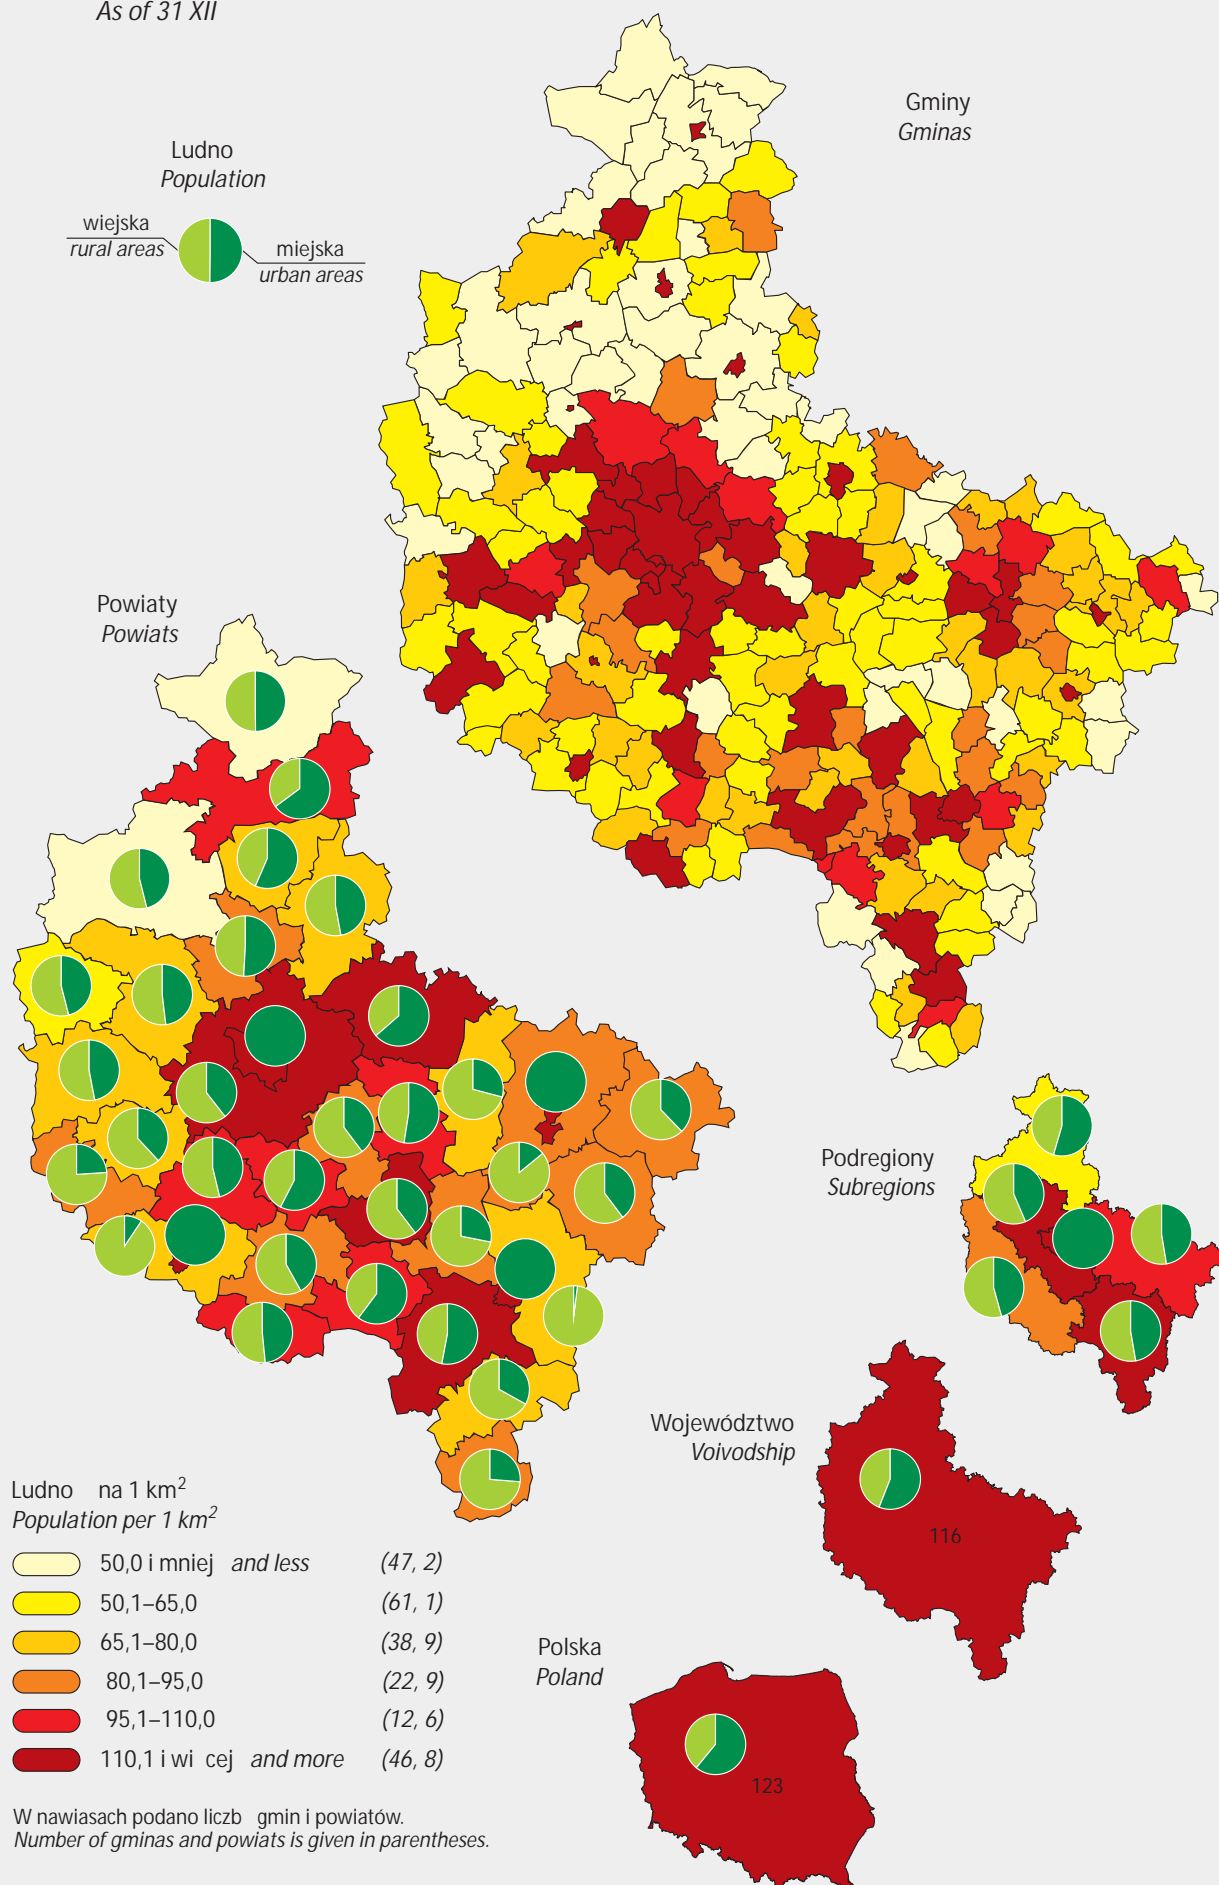 As of 31 XII
Gminy
Gminas
Ludno
Population
wiejska
rural areas
miejska
urban areas
Powiaty
Powiats
Podregiony
Subregions
Województwo
Voivodship
116
Ludno na 1 km²
Population per 1 km²
50,0 i mniej and less (47, 2)
50,1–65,0 (61, 1)
65,1–80,0 (38, 9)
80,1–95,0 (22, 9)
95,1–110,0 (12, 6)
110,1 i wi cej and more (46, 8)
Polska
Poland
123
W nawiasach podano liczb gmin i powiatów.
Number of gminas and powiats is given in parentheses.